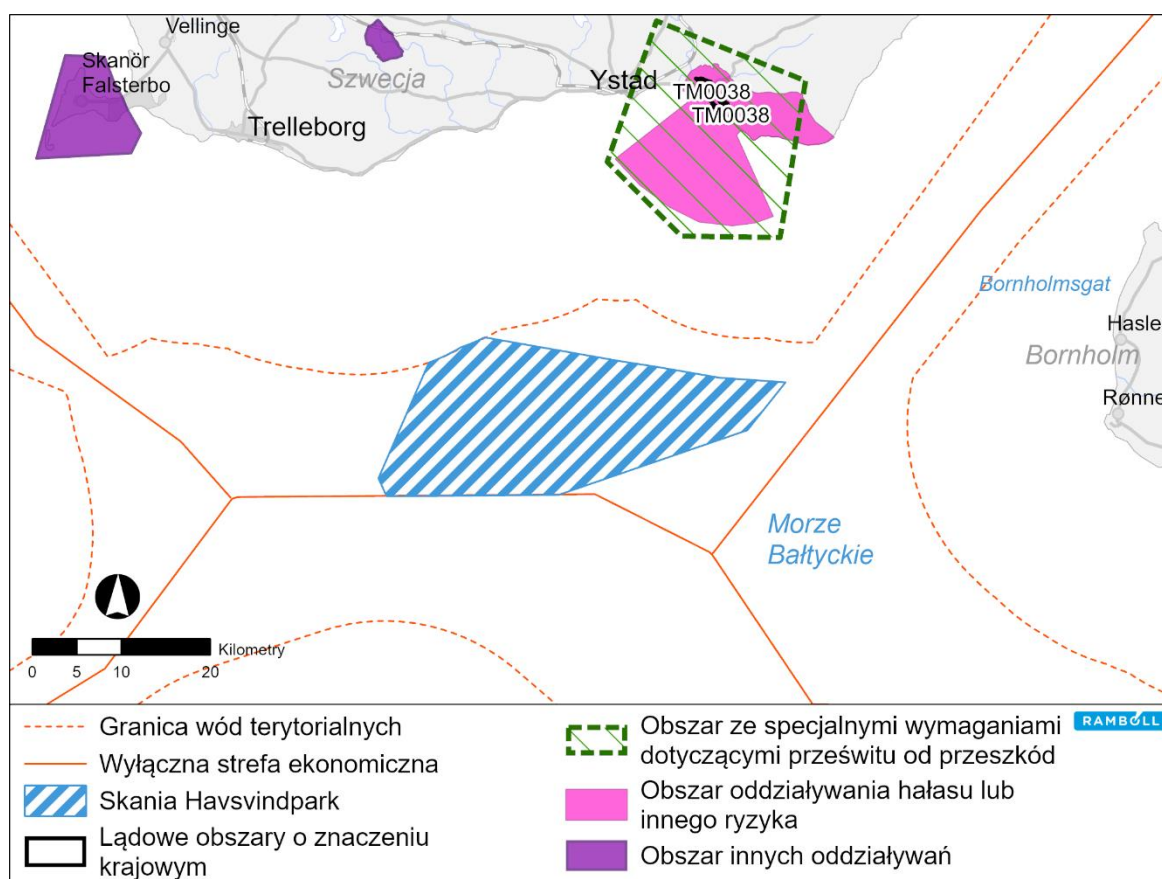 Vellinge
Skanör
Falsterbo
Szwecja
Ystad
TM0038
TM0038
Trelleborg
Bornholmsgat
Hasle
Bornholm
Rønne
Morze
Bałtyckie
Kilometry
0 5 10 20
Granica wód terytorialnych
Wyłączna strefa ekonomiczna
Skania Havsvindpark
Lądowe obszary o znaczeniu
krajowym
Obszar ze specjalnymi wymaganiami
dotyczącymi prześwitu od przeszkód
RAMBOLL
Obszar oddziaływania hałasu lub
innego ryzyka
Obszar innych oddziaływań